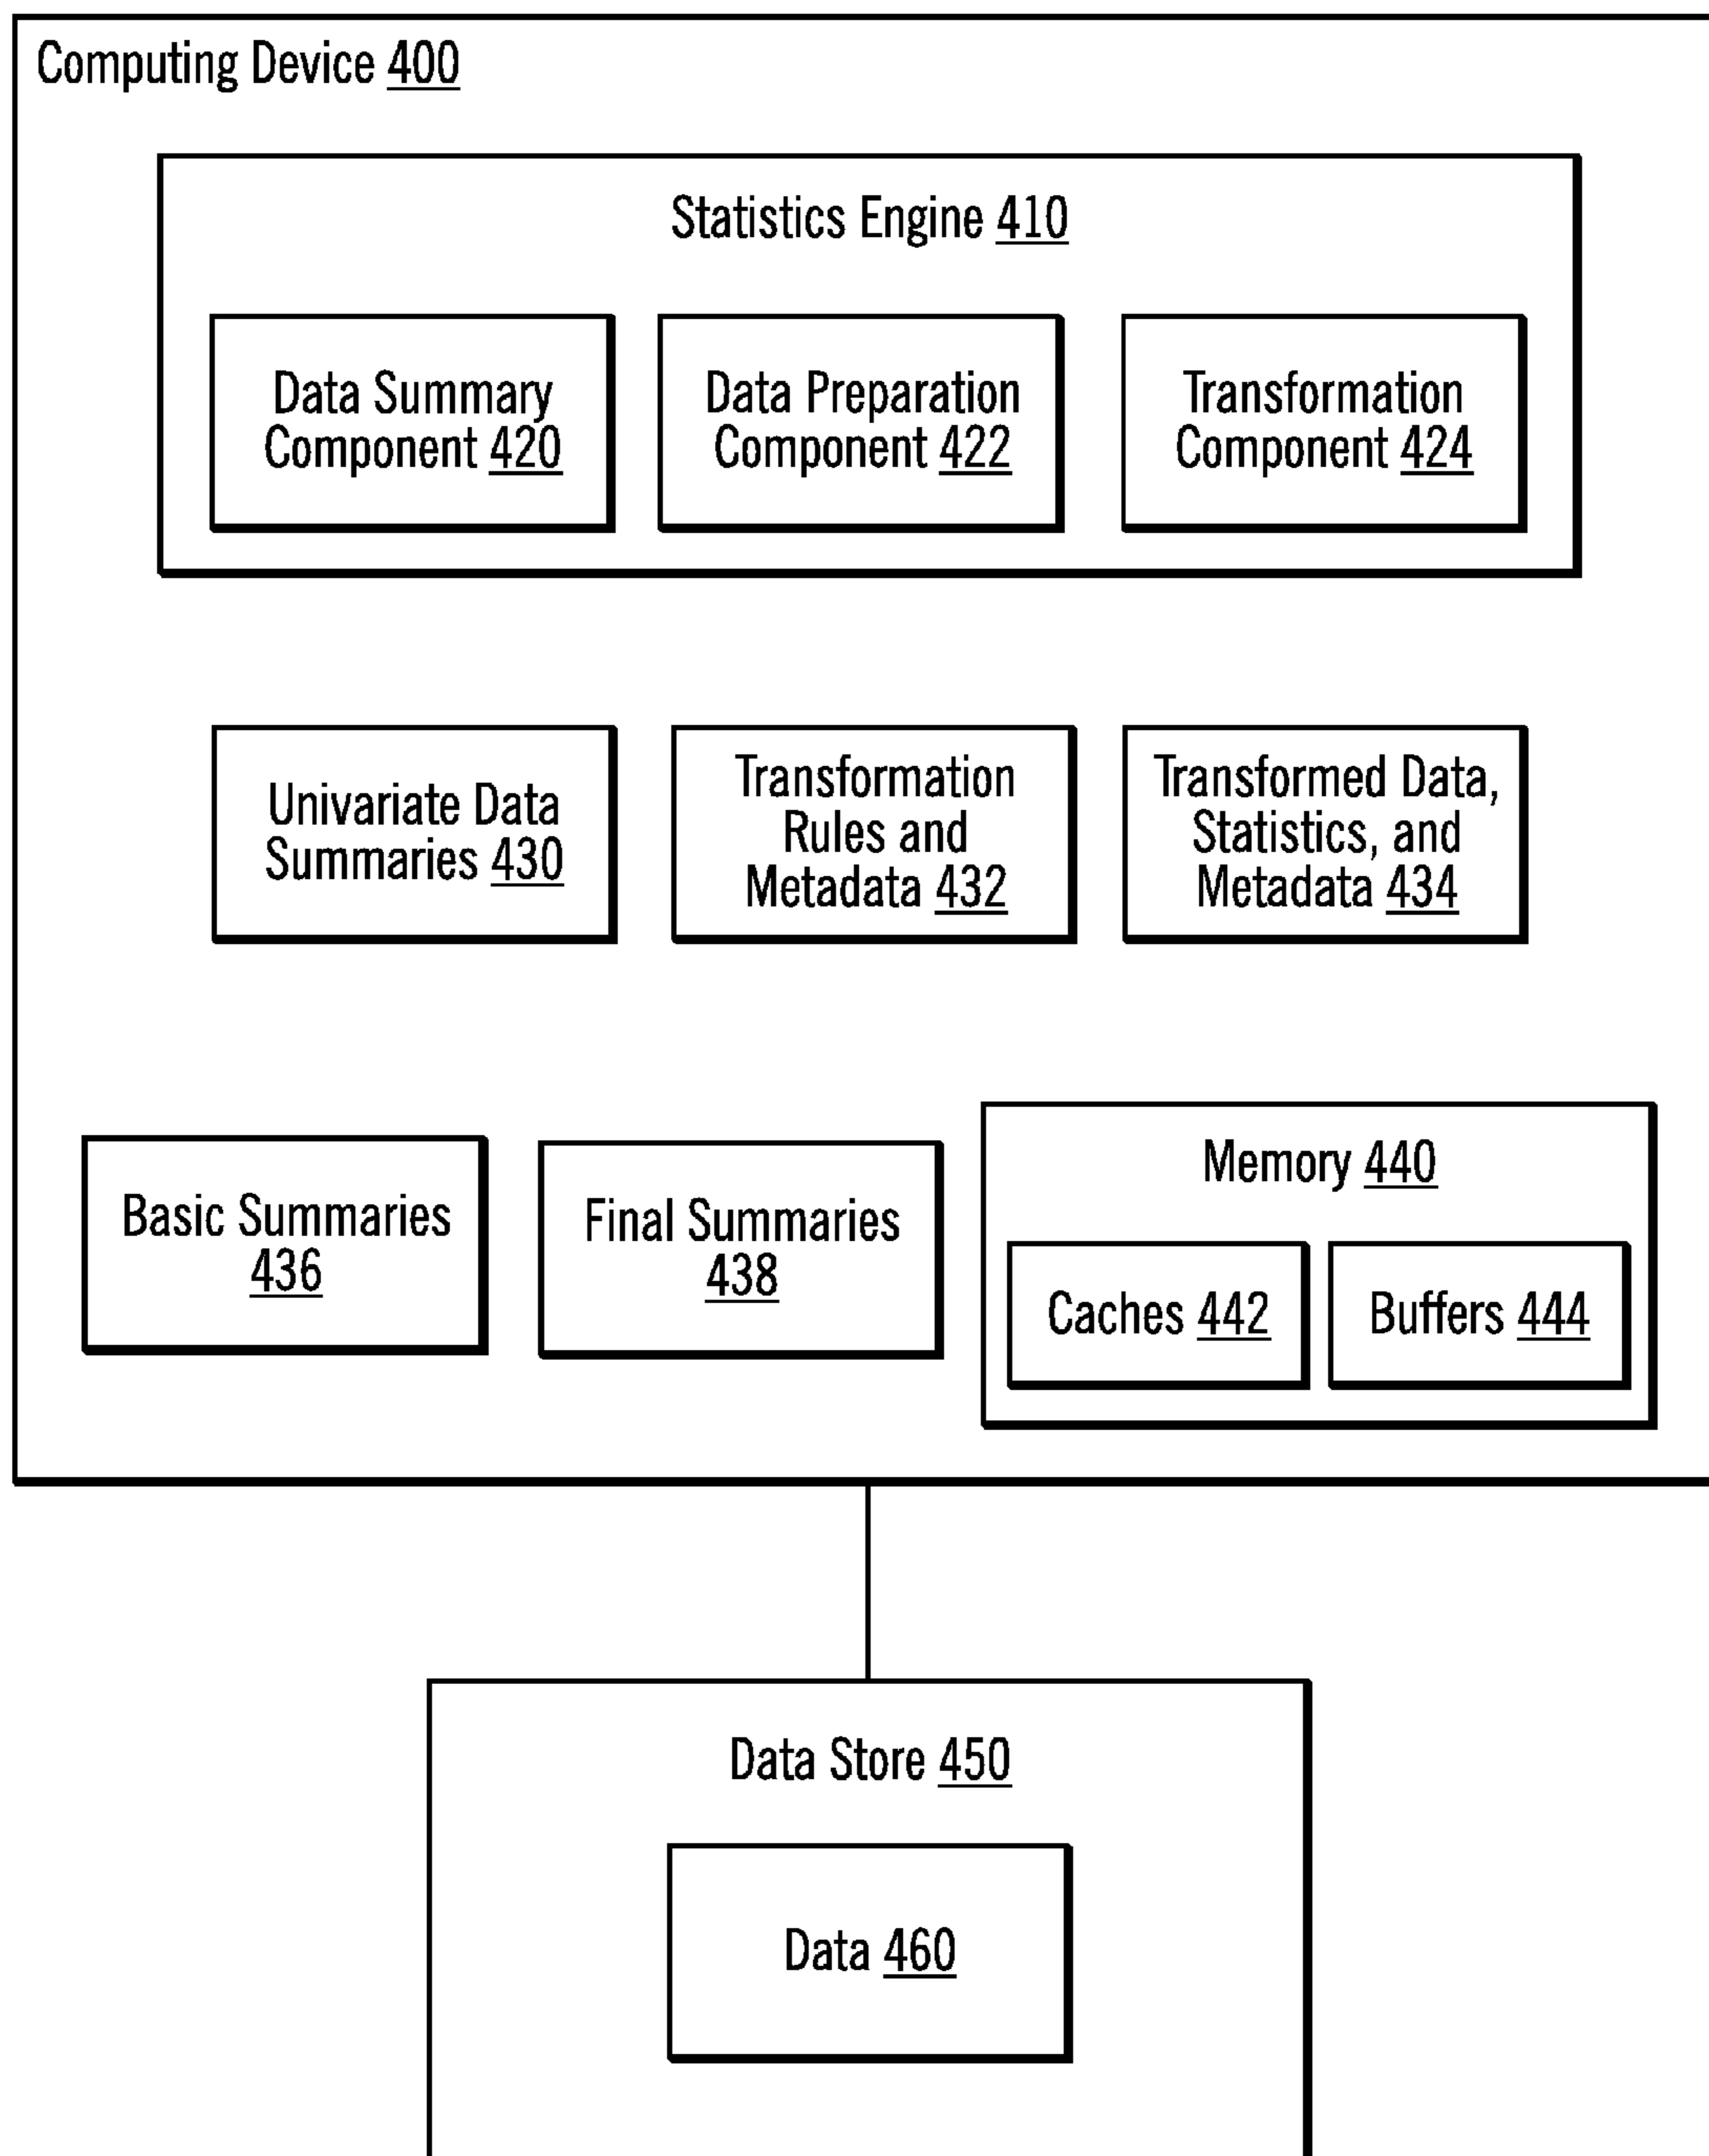 Computing Device 400
Statistics Engine 410
Data Summary
Component 420
Data Preparation
Component 422
Transformation
Component 424
Univariate Data
Summaries 430
Transformation
Rules and
Metadata 432
Transformed Data,
Statistics, and
Metadata 434
Basic Summaries
436
Final Summaries
438
Memory 440
Caches 442
Buffers 444
Data Store 450
Data 460